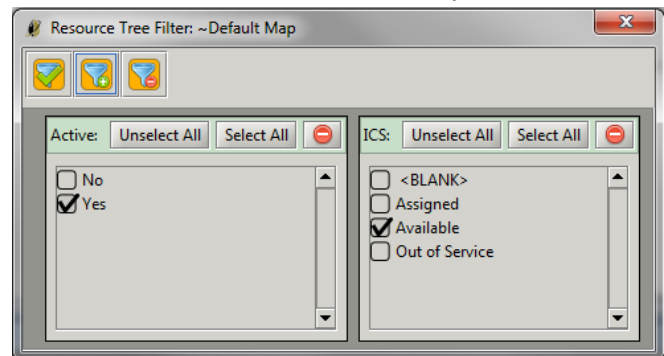 Resource Tree Filter: ~Default Map
Active: Unselect All Select All
No
Yes
ICS: Unselect All Select All
<BLANK>
Assigned
Available
Out of Service